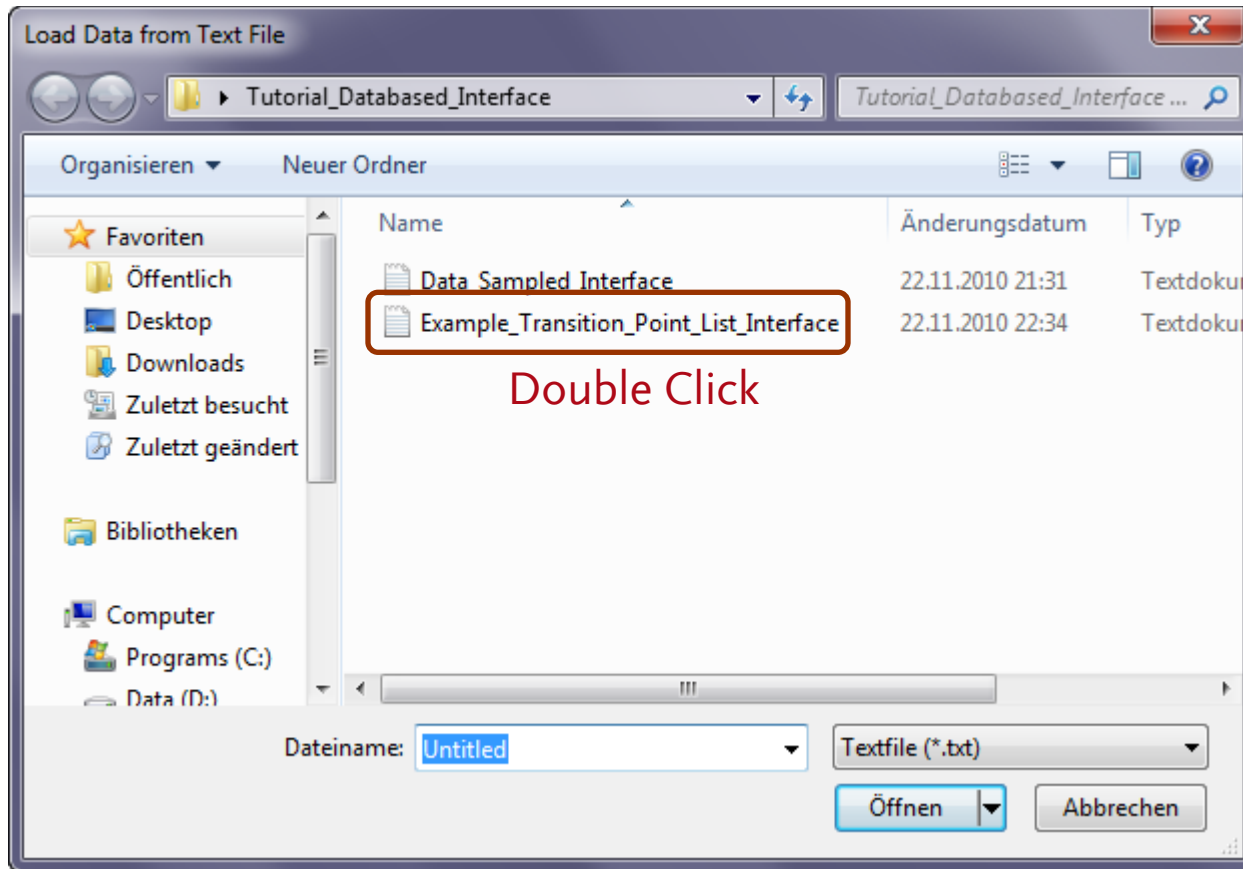 Load Data from Text File
Tutorial_Databased_Interface
Tutorial_Databased_Interface ...
Organisieren
Neuer Ordner
Name
Änderungsdatum
Typ
Favoriten
Öffentlich
Desktop
Downloads
Zuletzt besucht
Zuletzt geändert
Bibliotheken
Computer
Programs (C:)
Data (D:)
Data_Sampled_Interface 22.11.2010 21:31 Textdoku
Example_Transition_Point_List_Interface 22.11.2010 22:34 Textdoku
Double Click
Dateiname: Untitled
Textfile (*.txt)
Öffnen
Abbrechen